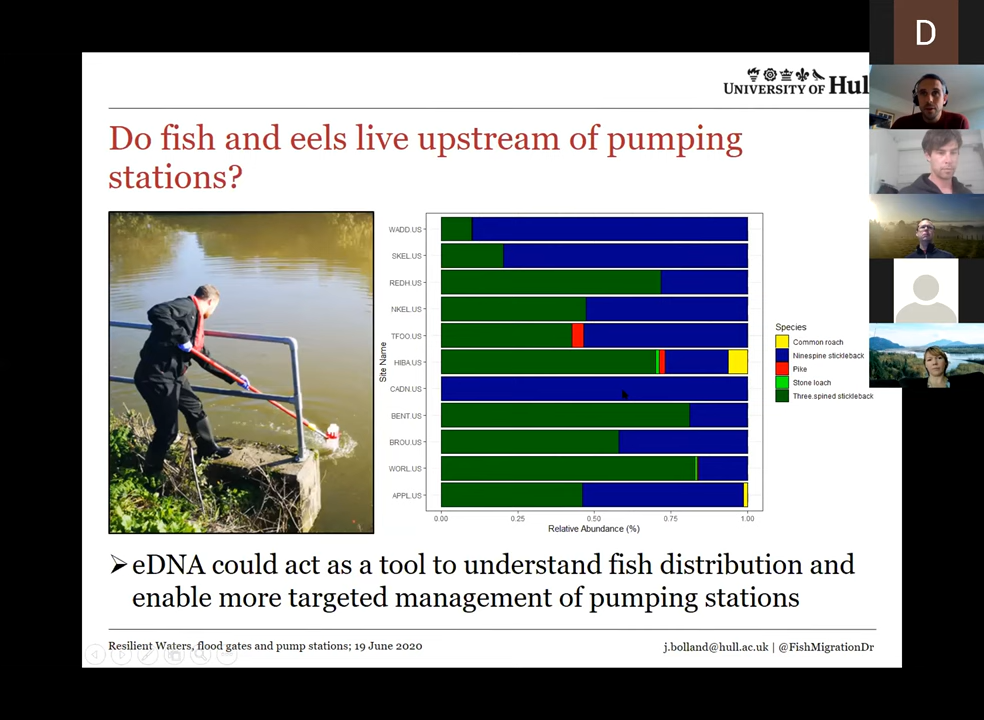 D
UNIVERSITY OF Hul
Do fish and eels live upstream of pumping
stations?
Site Name
WADD.US
SKEL.US
REDH.US
NKEL.US
TFOO.US
HIBA.US
CADN.US
BENT.US
BROU.US
WORL.US
APPL.US
0.00
0.25
0.50
0.75
1.00
Relative Abundance (%)
Species
Common roach
Ninespine stickleback
Pike
Stone loach
Three.spined stickleback
➢ eDNA could act as a tool to understand fish distribution and
enable more targeted management of pumping stations
Resilient Waters, flood gates and pump stations; 19 June 2020
j.bolland@hull.ac.uk | @FishMigrationDr